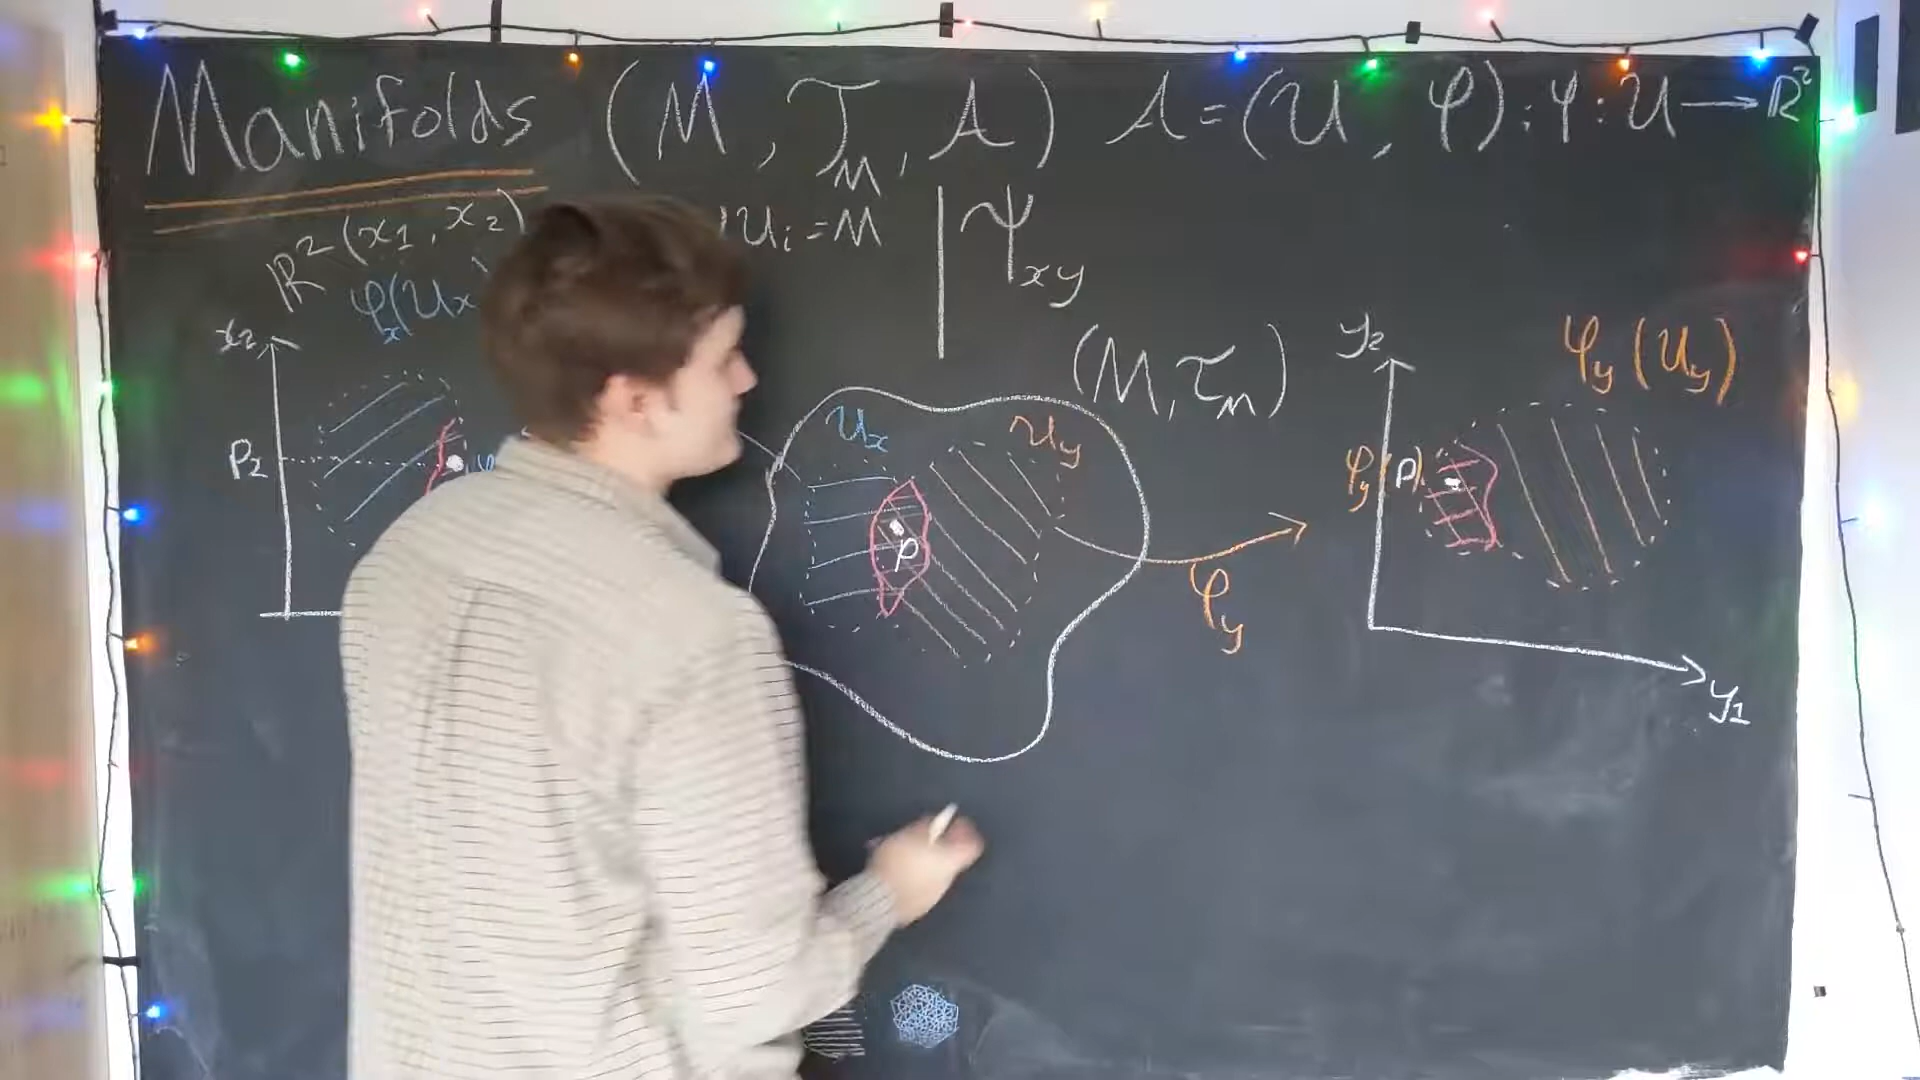 Manifolds (M, 𝒯_M, 𝒜) 𝒜 = (𝒰, φ) : φ : 𝒰 → ℝ²
ℝ² (x₁, x₂)
𝒰ᵢ = M
ψ_xy
φ_x(𝒰_x
x₂
P₂
𝒰_x
𝒰_y
p
(M, 𝒯_M)
φ_y
y₂
φ_y (𝒰_y)
φ_y(P)
y₁